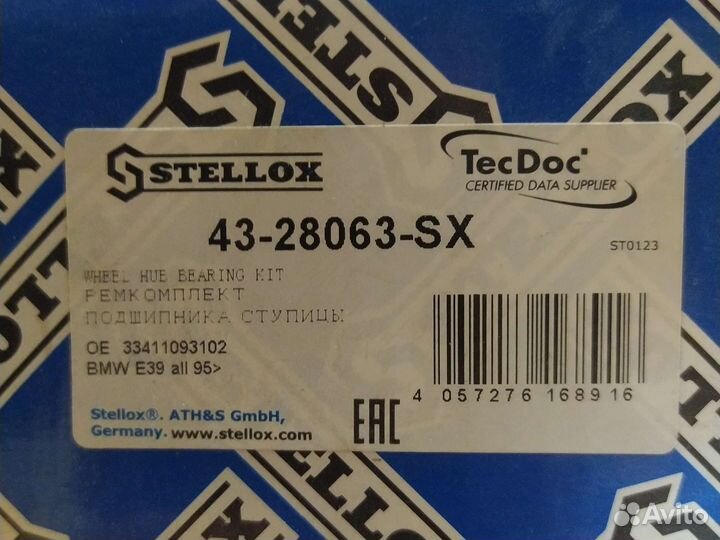 STELLOX
TecDoc
CERTIFIED DATA SUPPLIER
43-28063-SX
ST0123
WHEEL HUB BEARING KIT
РЕМКОМПЛЕКТ
ПОДШИПНИКА СТУПИЦЫ
OE 33411093102
BMW E39 all 95>
4 057276 168916
Stellox®. ATH&S GmbH,
Germany. www.stellox.com
EAC
Avito